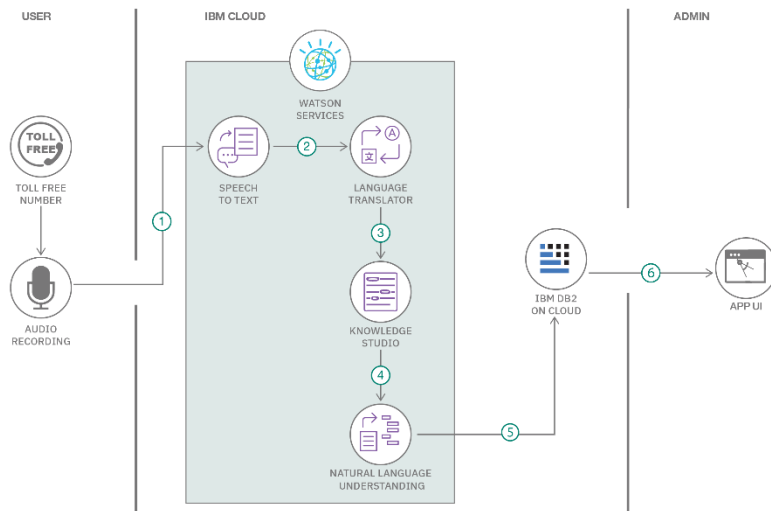 USER
IBM CLOUD
ADMIN
WATSON
SERVICES
TOLL
FREE
TOLL FREE
NUMBER
1
SPEECH
TO TEXT
2
A
文
LANGUAGE
TRANSLATOR
3
AUDIO
RECORDING
KNOWLEDGE
STUDIO
4
NATURAL LANGUAGE
UNDERSTANDING
5
IBM DB2
ON CLOUD
6
APP UI